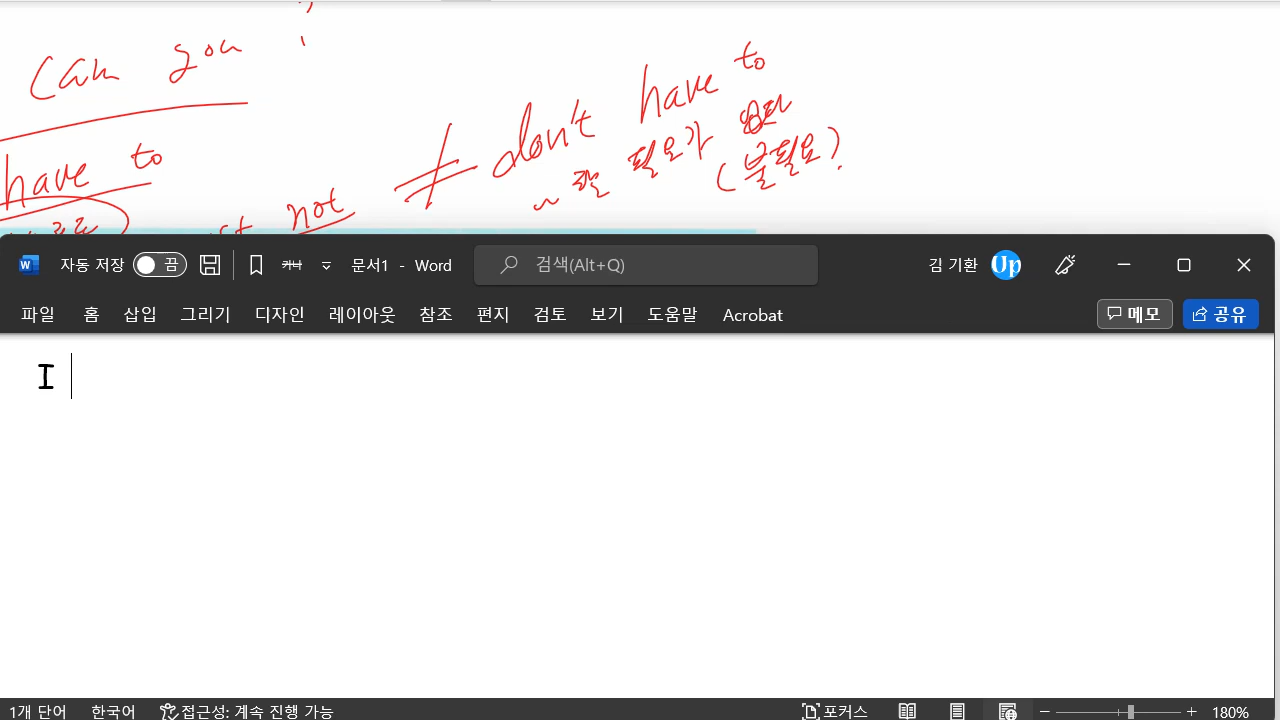 Can you ?
have to
not ≠ don't have to
~ 할 필요가 없다
(불필요)
자동 저장 끔 가나 문서1 - Word 검색(Alt+Q) 김 기환 Up
파일 홈 삽입 그리기 디자인 레이아웃 참조 편지 검토 보기 도움말 Acrobat 메모 공유
I
1개 단어 한국어 접근성: 계속 진행 가능 포커스 180%